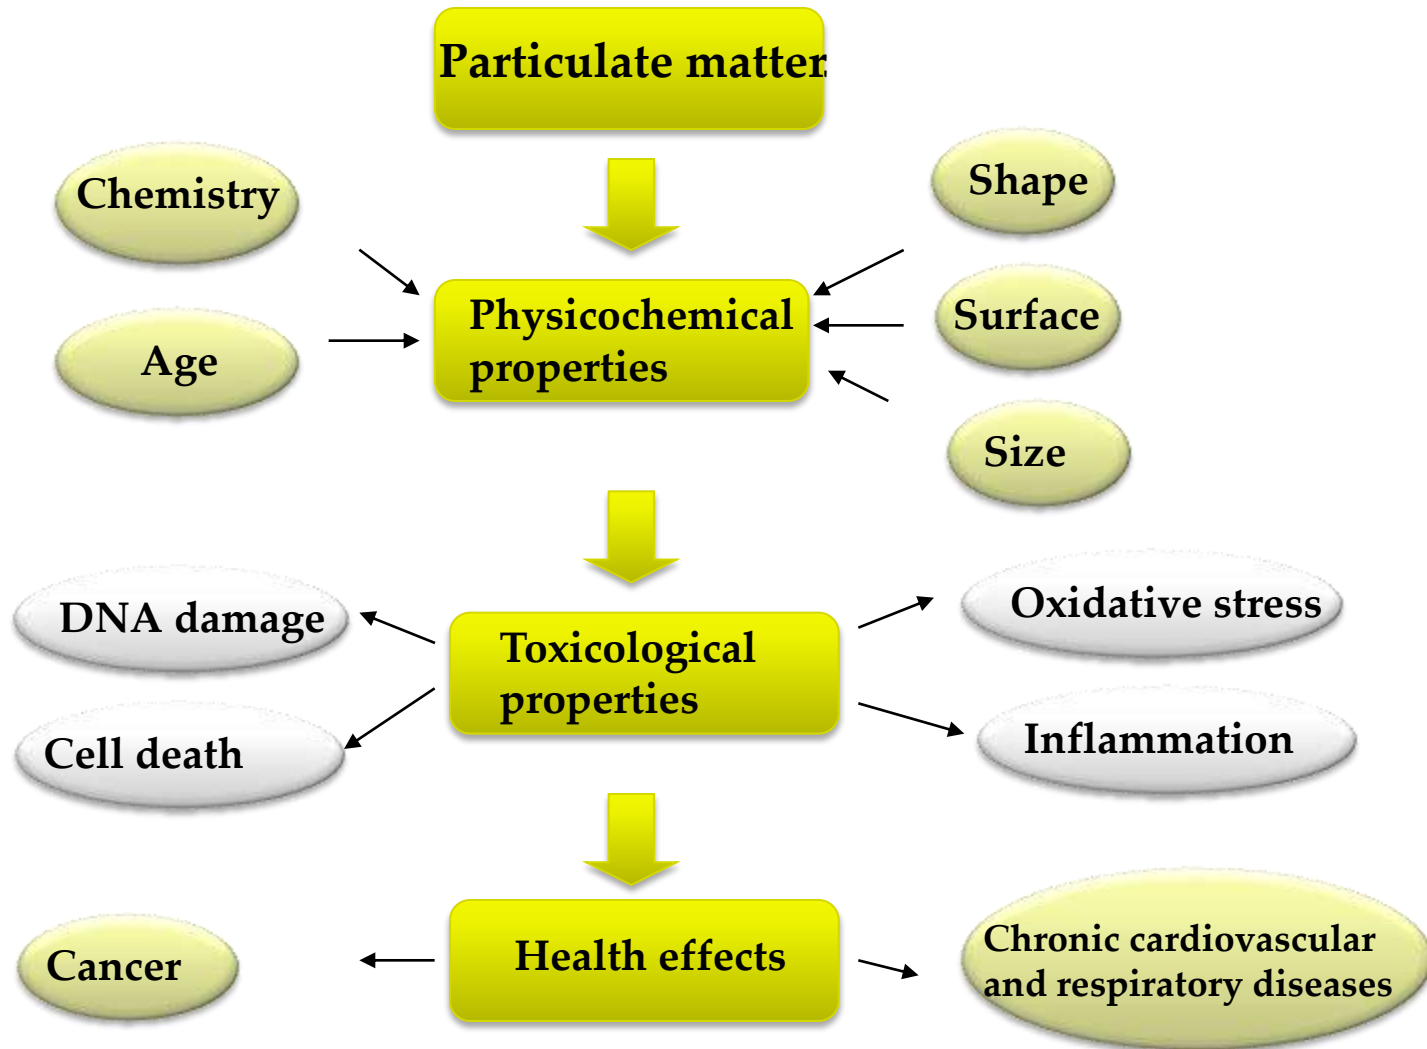 Particulate matter.
Chemistry
Shape
Physicochemical
properties
Surface
Age
Size
DNA damage
Toxicological
properties
Oxidative stress
Cell death
Inflammation
Cancer
Health effects
Chronic cardiovascular
and respiratory diseases